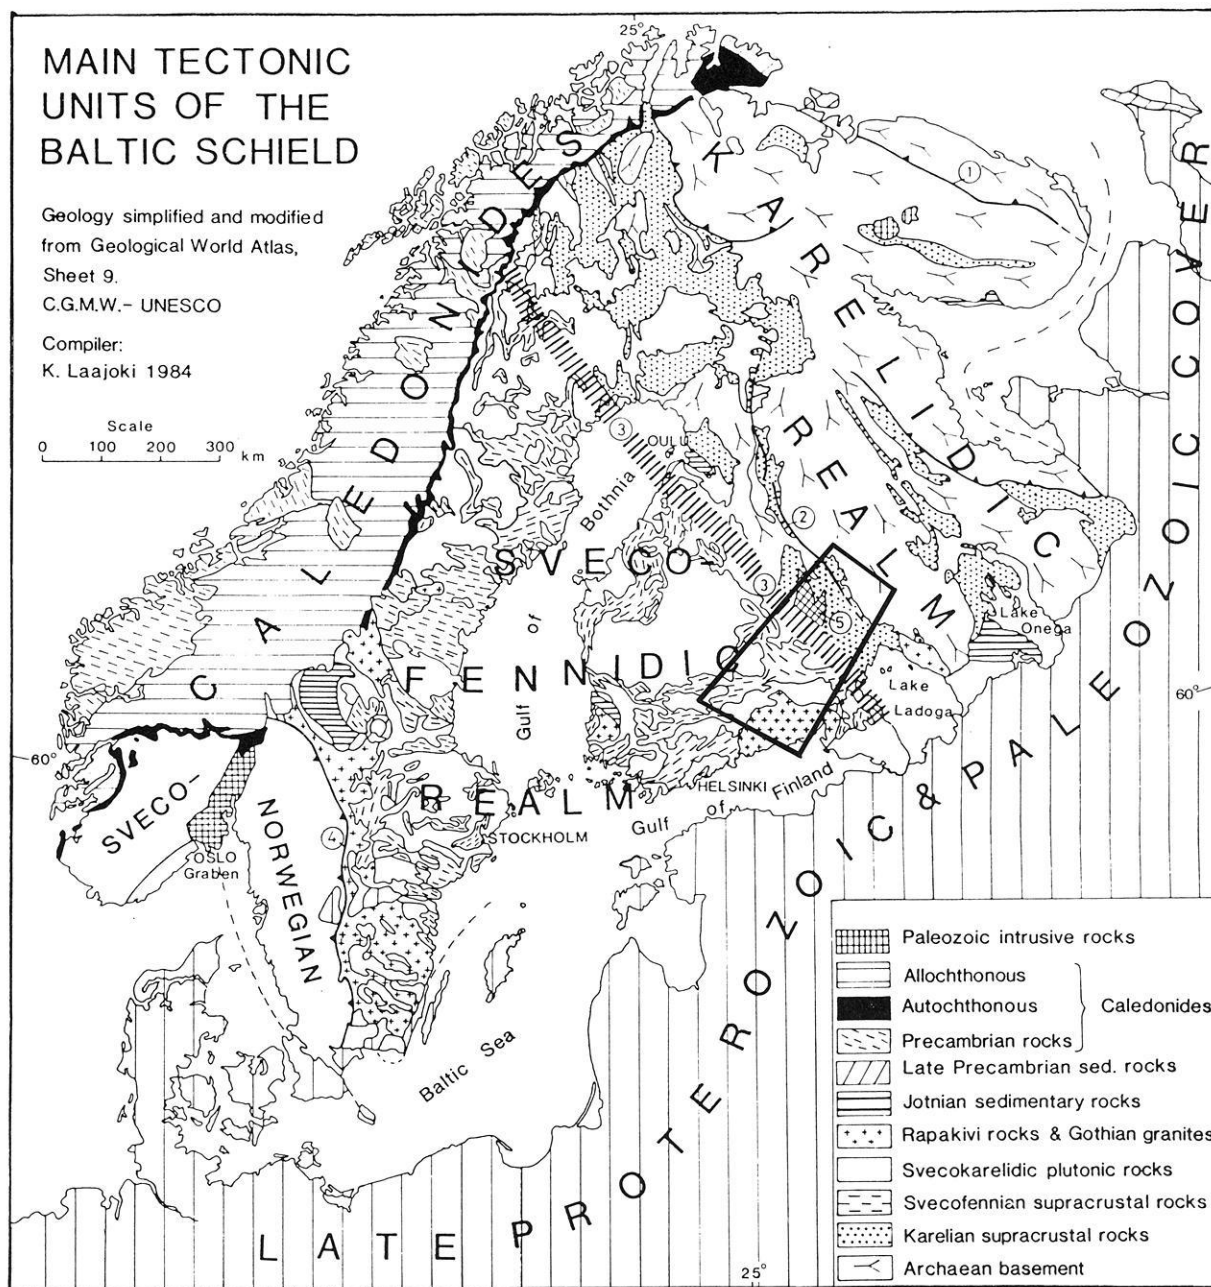 MAIN TECTONIC
UNITS OF THE
BALTIC SCHIELD
Geology simplified and modified
from Geological World Atlas,
Sheet 9.
C.G.M.W.- UNESCO
Compiler:
K. Laajoki 1984
Scale
0 100 200 300 km
25°
CALEDONIDES
KARELIDIC
REALM
1
3
OULU
2
3
5
Gulf of Bothnia
SVECO-
FENNIDIC
REALM
Lake
Onega
Lake
Ladoga
60°
60°
SVECO-
NORWEGIAN
OSLO
Graben
4
HELSINKI
STOCKHOLM
Gulf of Finland
Baltic Sea
LATE PROTEROZOIC & PALEOZOIC COVER
25°
Paleozoic intrusive rocks
Allochthonous
Autochthonous
Caledonides
Precambrian rocks
Late Precambrian sed. rocks
Jotnian sedimentary rocks
Rapakivi rocks & Gothian granites
Svecokarelidic plutonic rocks
Svecofennian supracrustal rocks
Karelian supracrustal rocks
Archaean basement